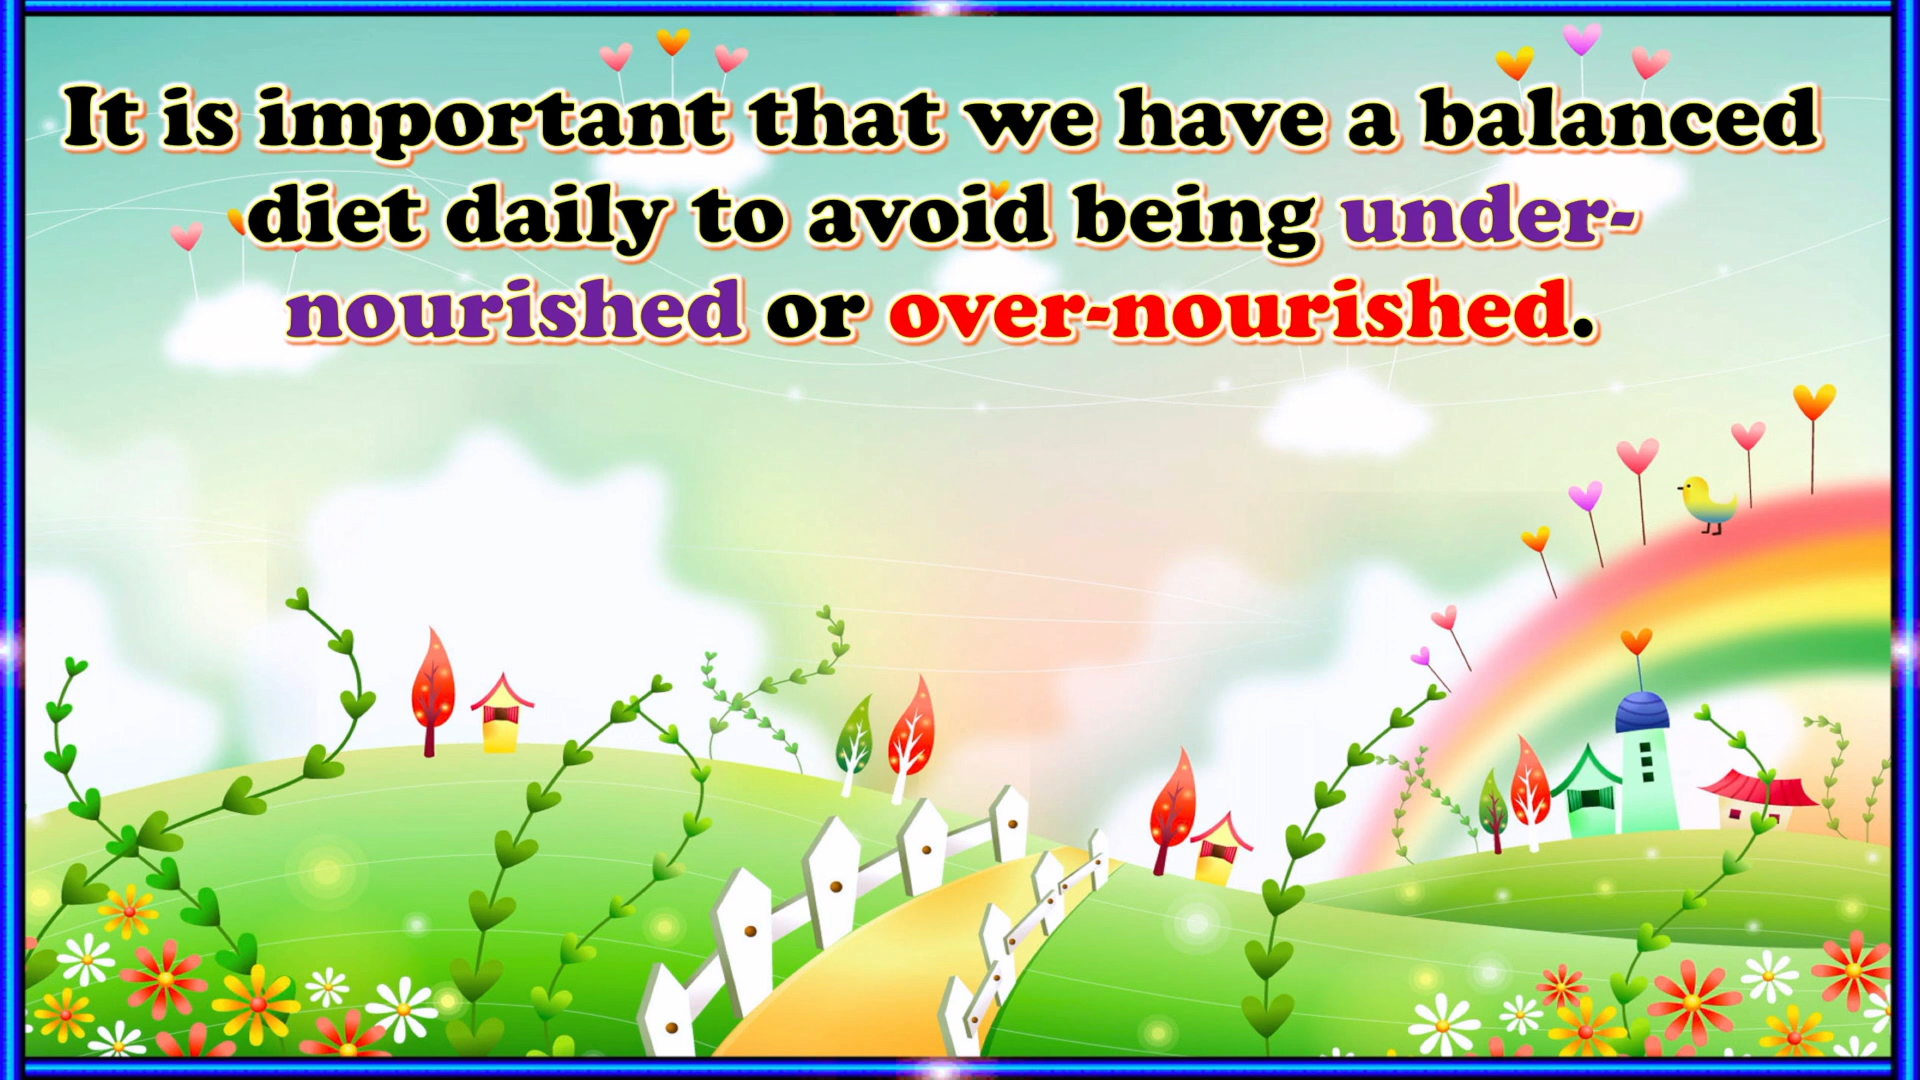 It is important that we have a balanced
diet daily to avoid being under-
nourished or over-nourished.